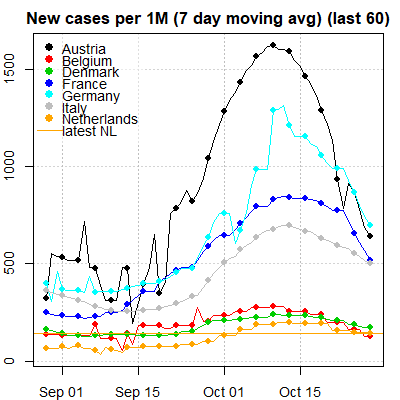 New cases per 1M (7 day moving avg) (last 60)
Austria
Belgium
Denmark
France
Germany
Italy
Netherlands
latest NL
1500
1000
500
0
Sep 01 Sep 15 Oct 01 Oct 15